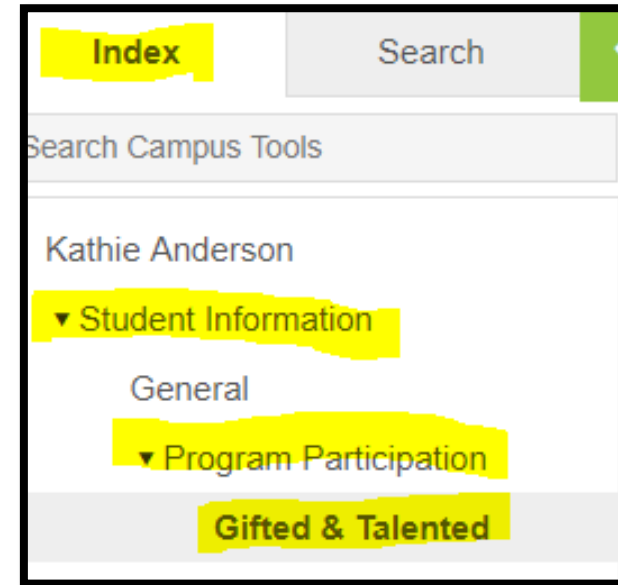 Index Search
Search Campus Tools
Kathie Anderson
▾ Student Information
General
▾ Program Participation
Gifted & Talented